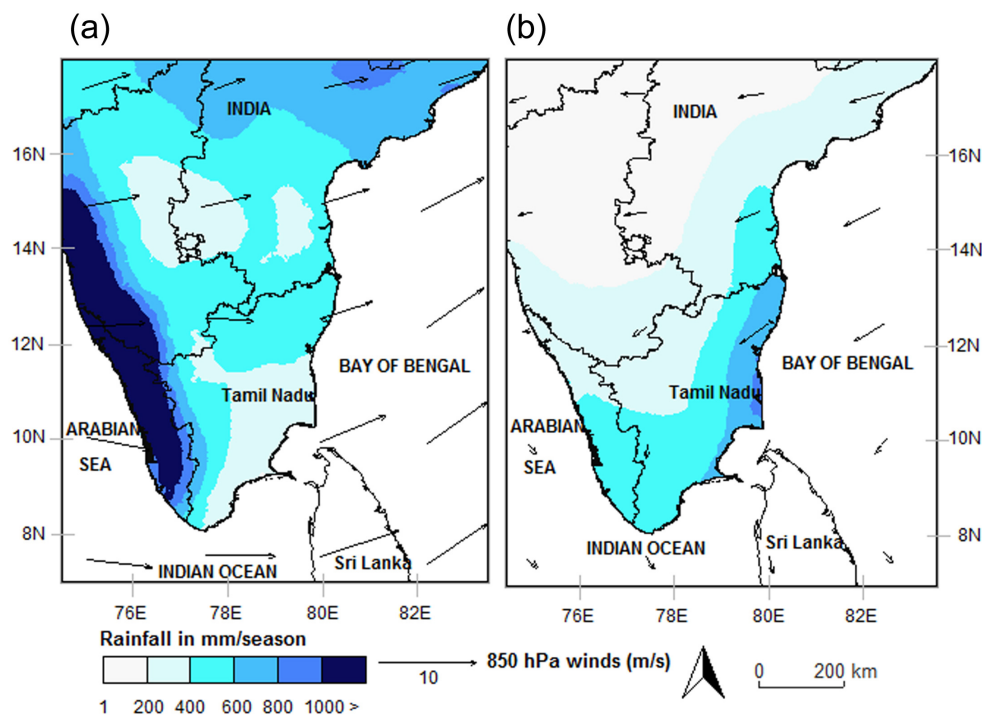 (a)
(b)
INDIA
INDIA
16N
16N
14N
14N
12N
12N
BAY OF BENGAL
BAY OF BENGAL
Tamil Nadu
Tamil Nadu
ARABIAN
SEA
ARABIAN
SEA
10N
10N
8N
8N
INDIAN OCEAN
Sri Lanka
INDIAN OCEAN
Sri Lanka
76E 78E 80E 82E
76E 78E 80E 82E
Rainfall in mm/season
1 200 400 600 800 1000 >
10
850 hPa winds (m/s)
0 200 km